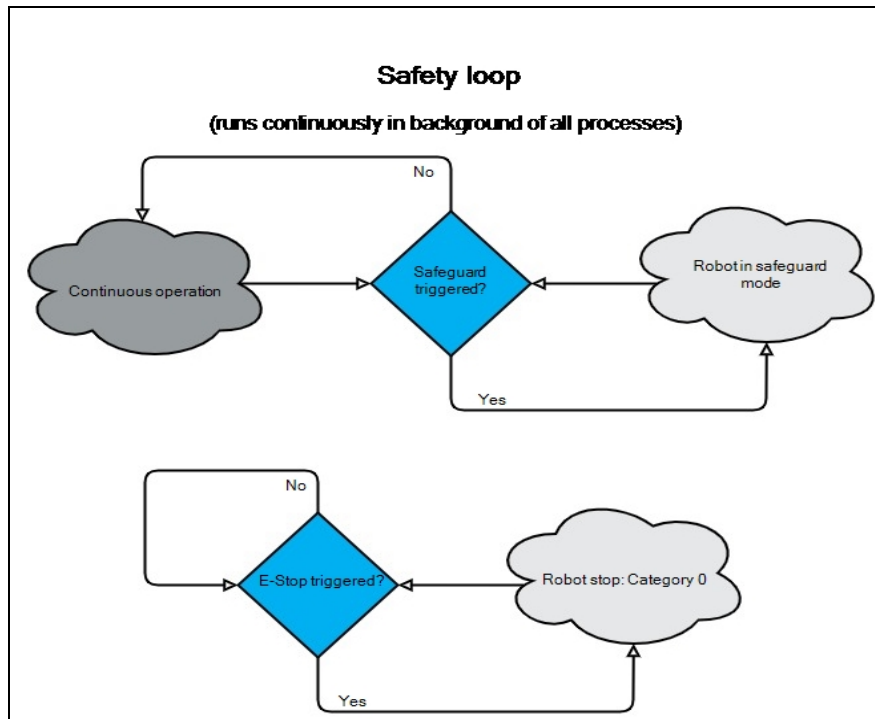 Safety loop
(runs continuously in background of all processes)
No
Continuous operation
Safeguard
triggered?
Robot in safeguard
mode
Yes
No
E-Stop triggered?
Robot stop: Category 0
Yes